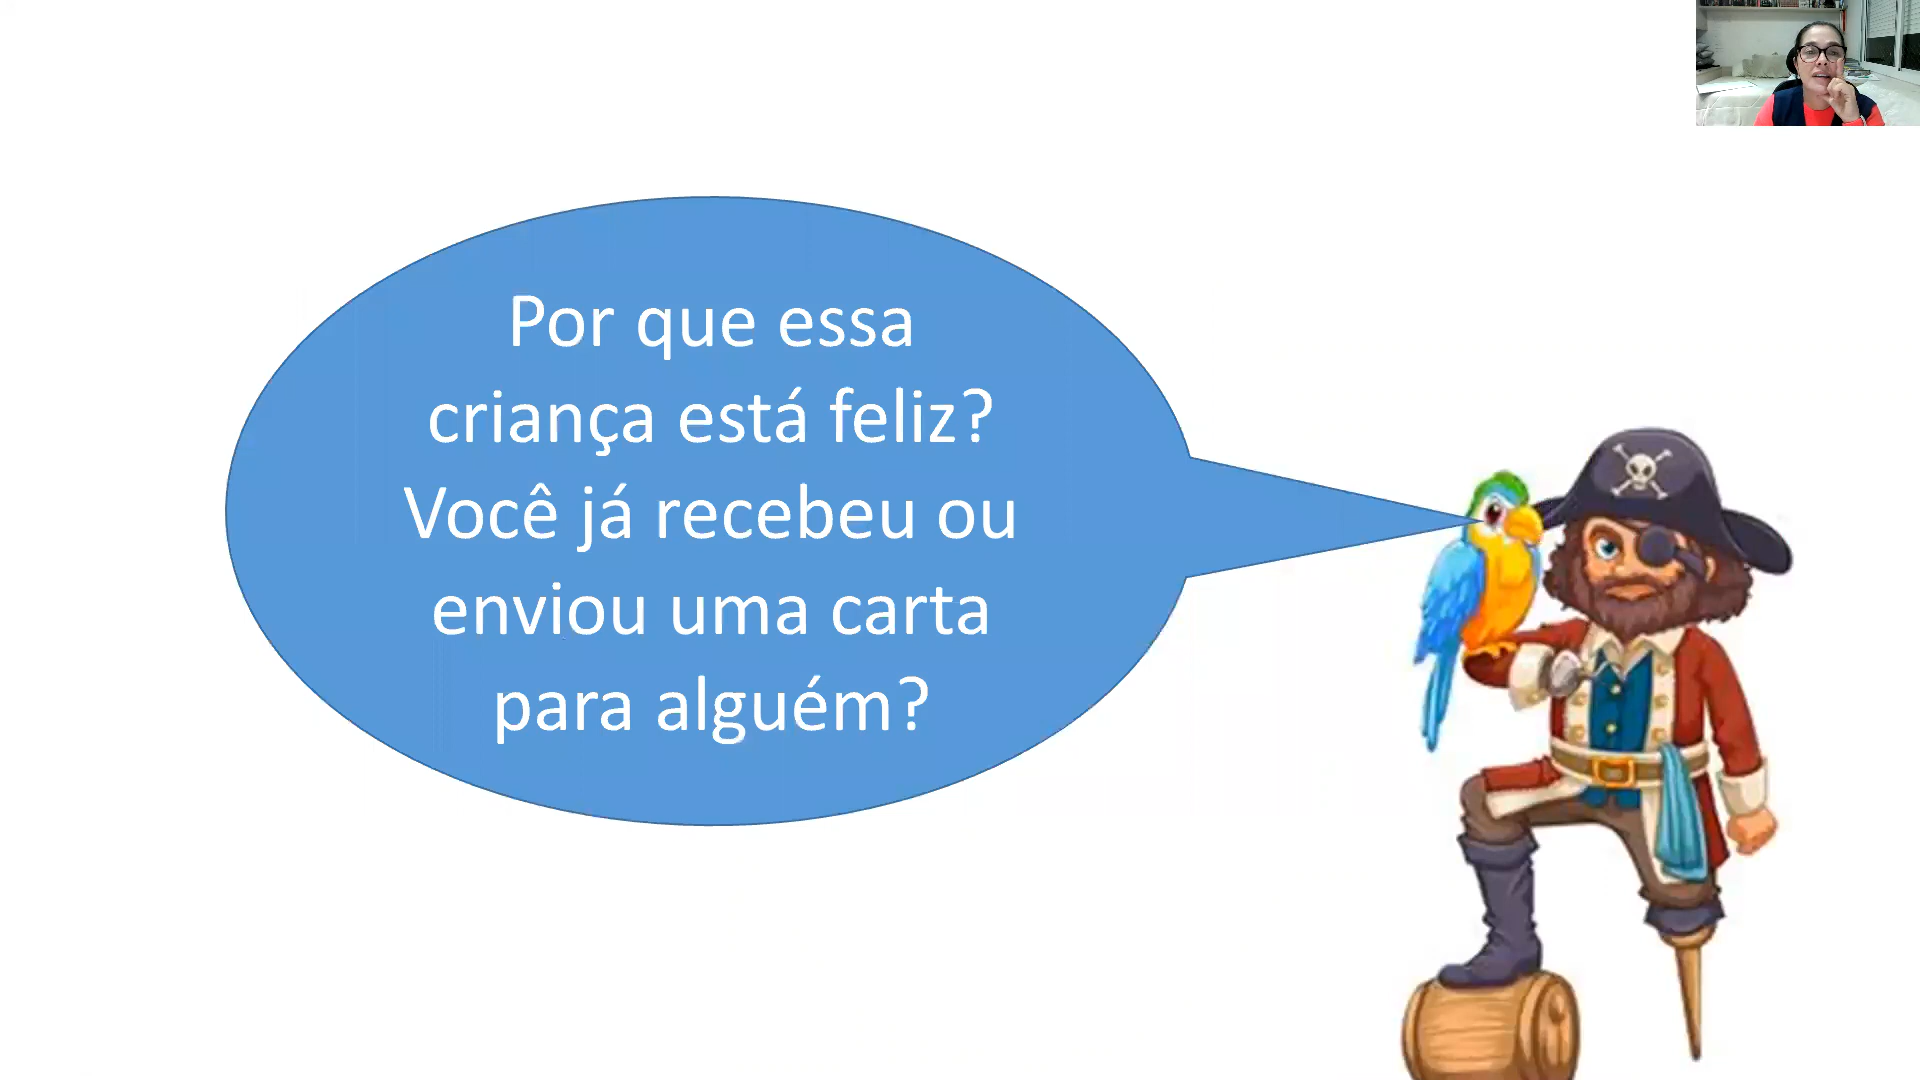 Por que essa
criança está feliz?
Você já recebeu ou
enviou uma carta
para alguém?